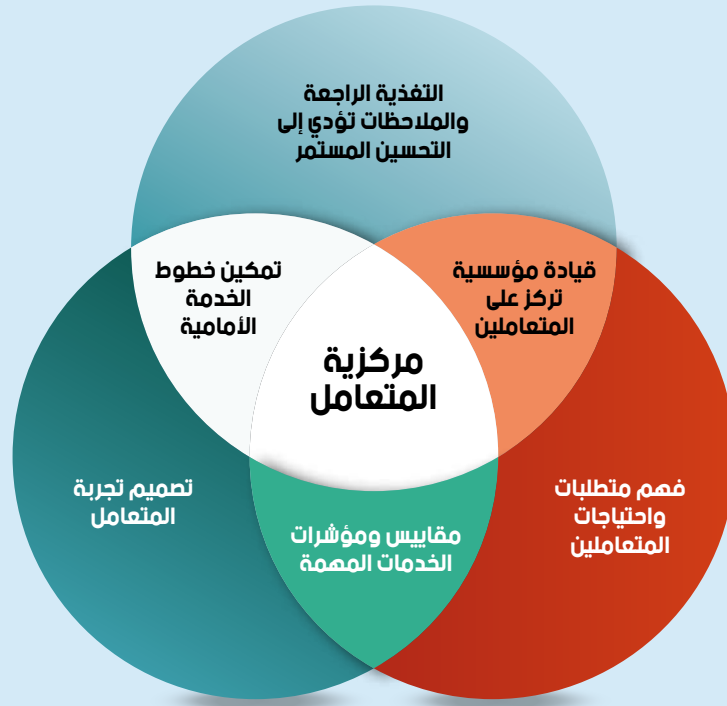 التغذية الراجعة
والملاحظات تؤدي إلى
التحسين المستمر
قيادة مؤسسية
تركز على
المتعاملين
تمكين خطوط
الخدمة
الأمامية
مركزية
المتعامل
فهم متطلبات
واحتياجات
المتعاملين
تصميم تجربة
المتعامل
مقاييس ومؤشرات
الخدمات المهمة